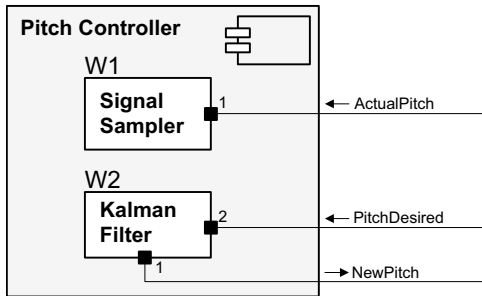 Pitch Controller
W1
Signal
Sampler
1
← ActualPitch
W2
Kalman
Filter
2
← PitchDesired
1
→ NewPitch